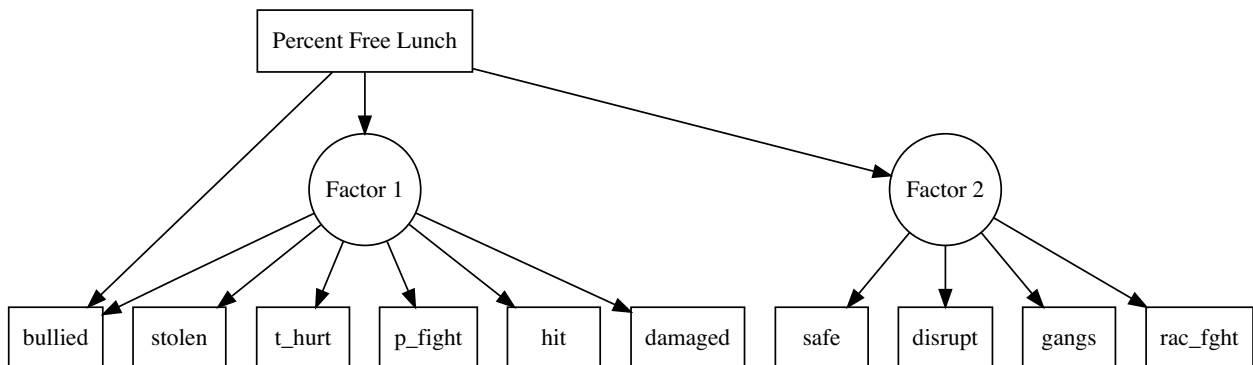 Percent Free Lunch
Factor 1
Factor 2
bullied
stolen
t_hurt
p_fight
hit
damaged
safe
disrupt
gangs
rac_fght